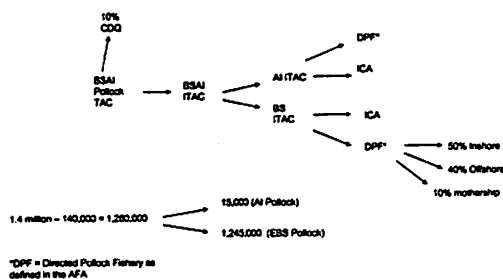 10%
CDQ
BSAI
Pollock
TAC
BSAI
ITAC
AI ITAC
BS
ITAC
DPF*
ICA
ICA
DPF*
50% Inshore
40% Offshore
10% mothership
1.4 million – 140,000 = 1,260,000
15,000 (AI Pollock)
1,245,000 (EBS Pollock)
*DPF = Directed Pollock Fishery as
defined in the AFA